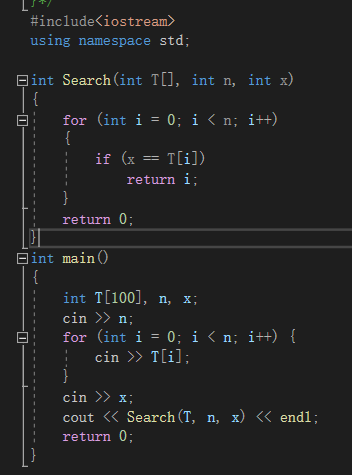 }*/
#include<iostream>
using namespace std;
int Search(int T[], int n, int x)
{
for (int i = 0; i < n; i++)
{
if (x == T[i])
return i;
}
return 0;
}
int main()
{
int T[100], n, x;
cin >> n;
for (int i = 0; i < n; i++) {
cin >> T[i];
}
cin >> x;
cout << Search(T, n, x) << endl;
return 0;
}